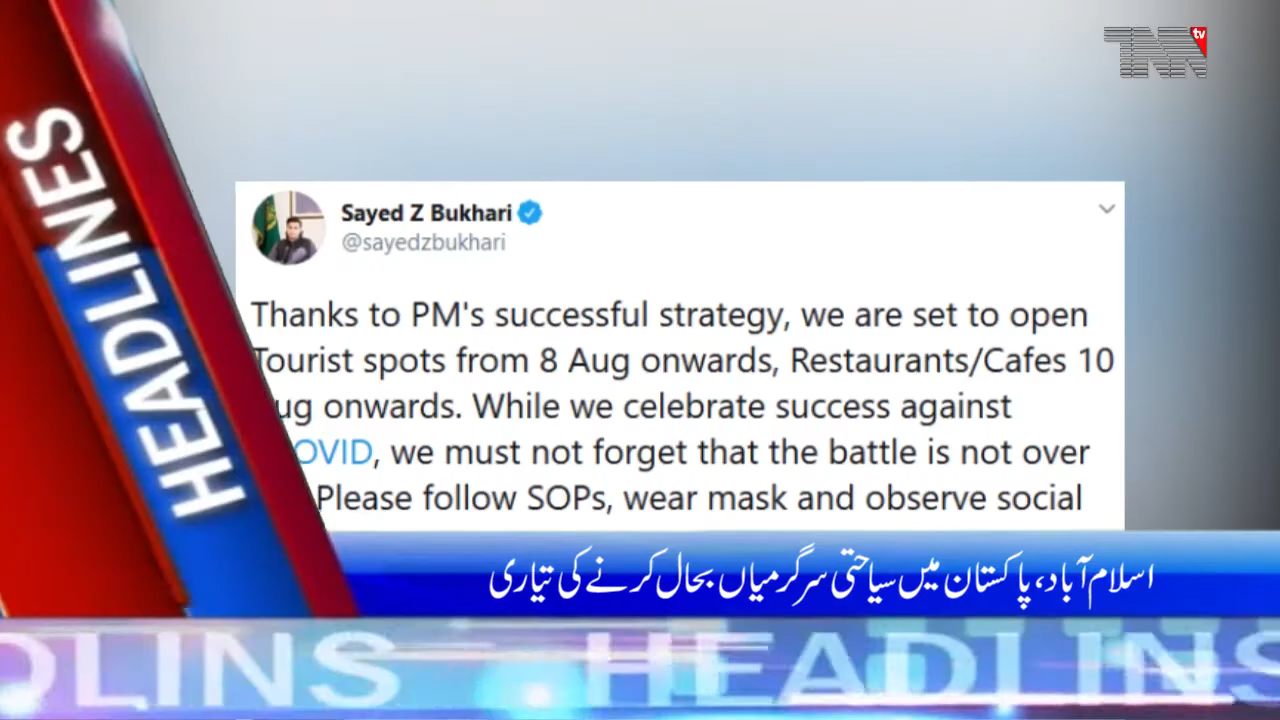 TNN tv
HEADLINES
Sayed Z Bukhari
@sayedzbukhari
Thanks to PM's successful strategy, we are set to open
Tourist spots from 8 Aug onwards, Restaurants/Cafes 10
ug onwards. While we celebrate success against
OVID, we must not forget that the battle is not over
Please follow SOPs, wear mask and observe social
اسلام آباد، پاکستان میں سیاحتی سرگرمیاں بحال کرنے کی تیاری
DLINS HEADLINS